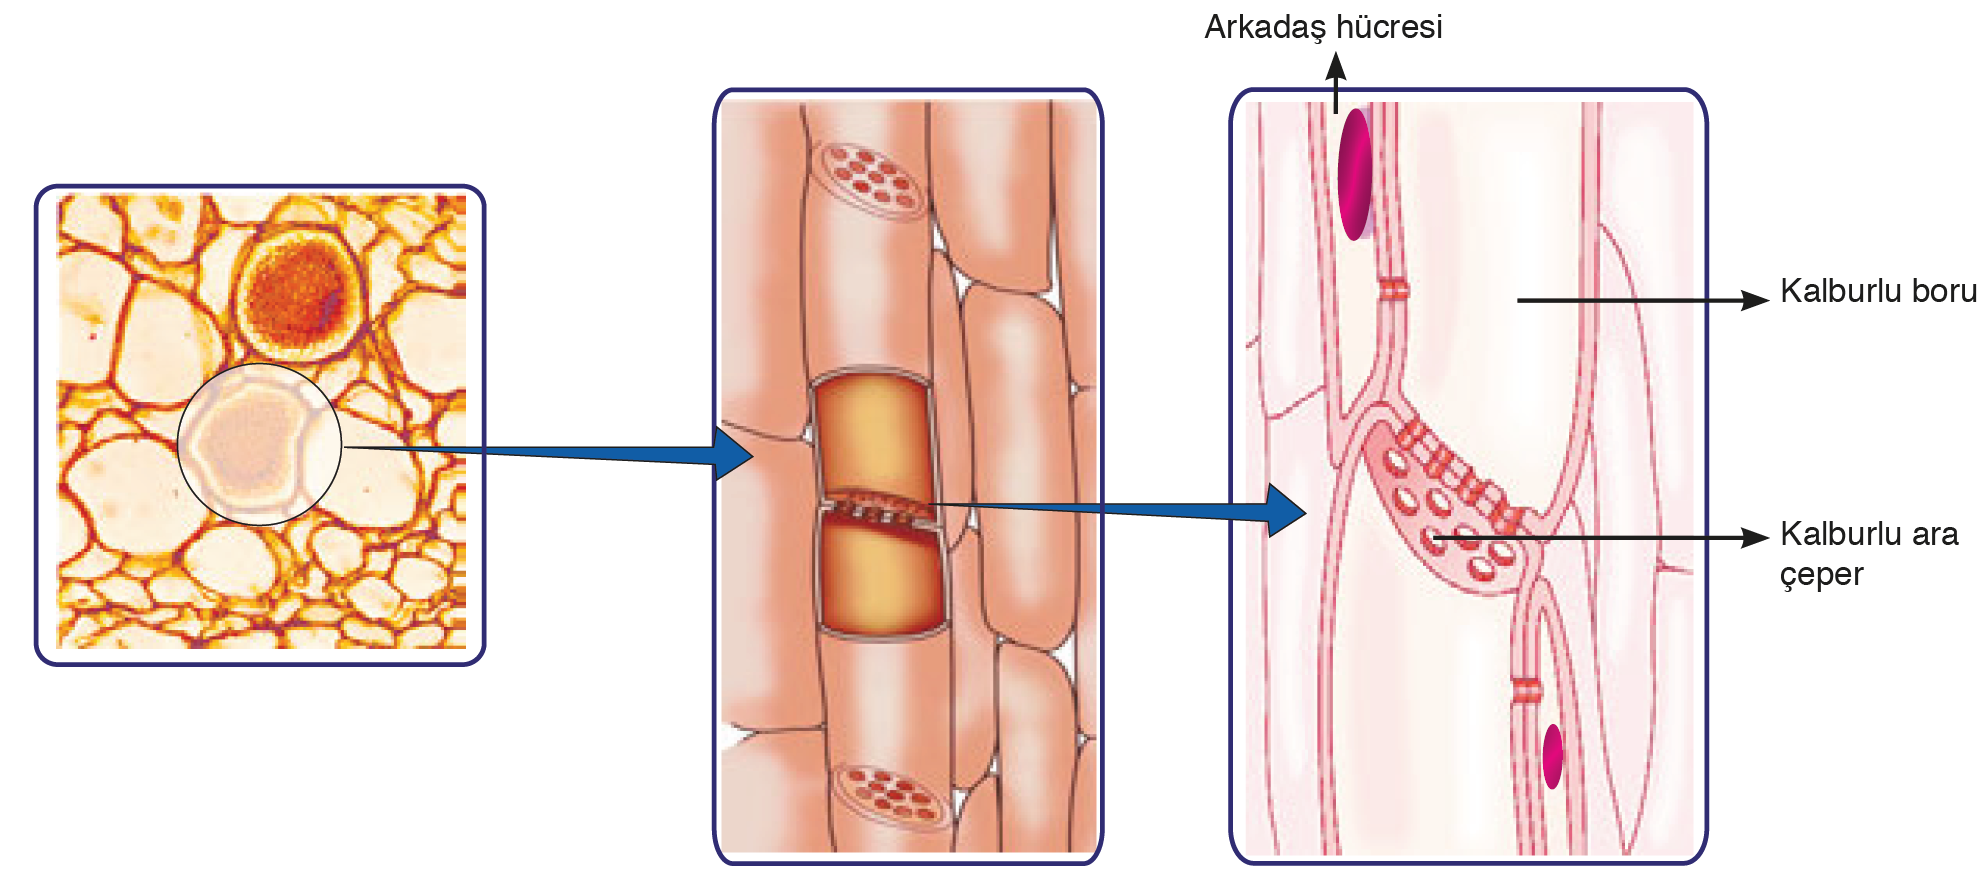 Arkadaş hücresi
Kalburlu boru
Kalburlu ara
çeper